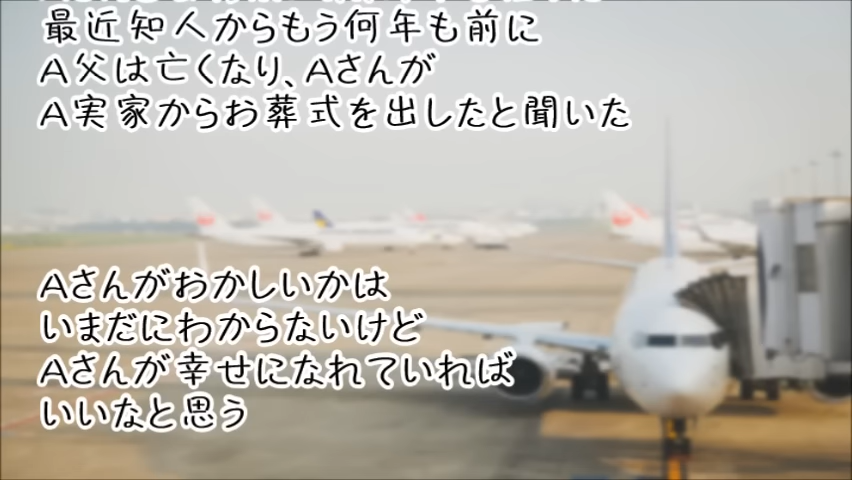 最近知人からもう何年も前に
A父は亡くなり、Aさんが
A実家からお葬式を出したと聞いた
Aさんがおかしいかは
いまだにわからないけど
Aさんが幸せになれていれば
いいなと思う